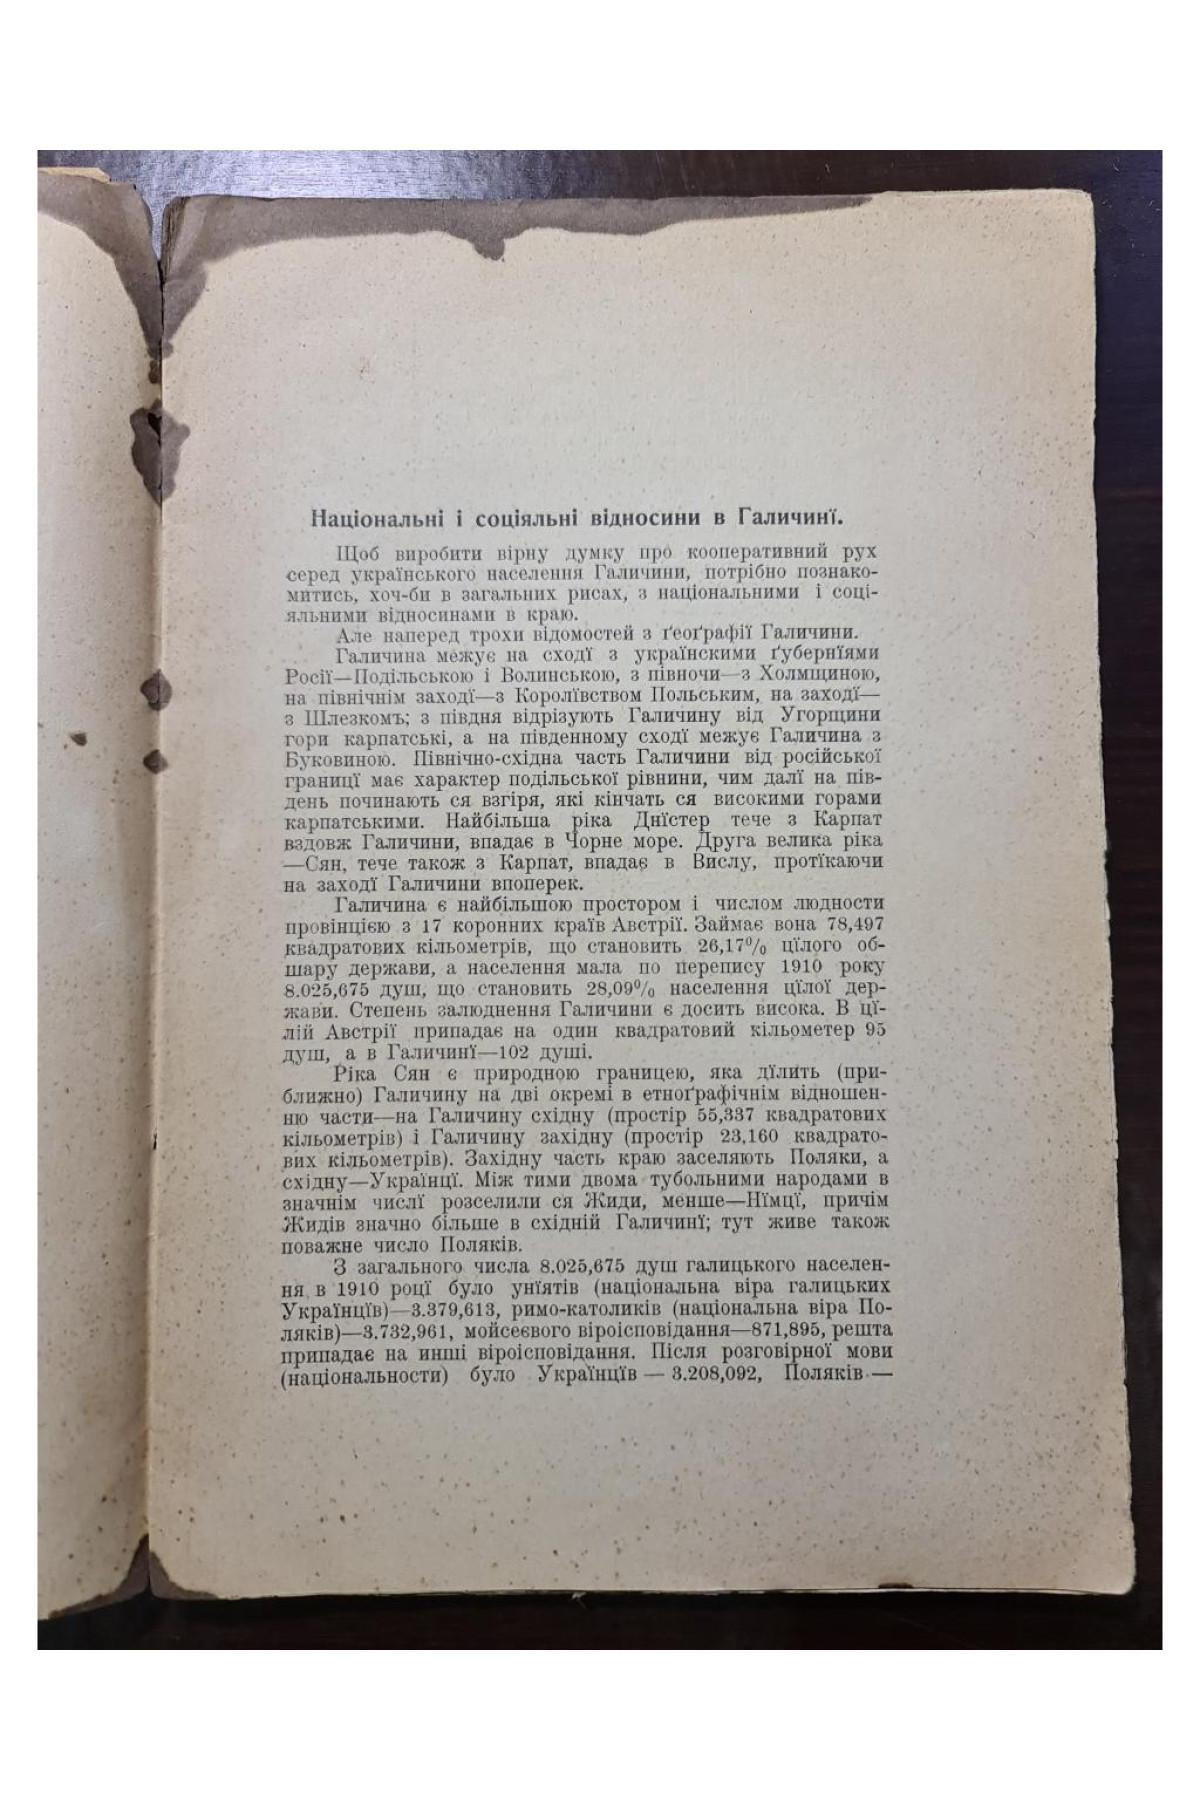 Національні і соціяльні відносини в Галичинї.
Щоб виробити вірну думку про кооперативний рух
серед українського населення Галичини, потрібно познако-
митись, хоч-би в загальних рисах, з національними і соці-
яльними відносинами в краю.
Але наперед трохи відомостей з ґеоґрафії Галичини.
Галичина межує на сходї з українскими ґубернїями
Росії—Подільською і Волинською, з півночи—з Холмщиною,
на північнім заході—з Королївством Польським, на заході—
з Шлезкомъ; з півдня відрізують Галичину від Угорщини
гори карпатські, а на південному сході межує Галичина з
Буковиною. Північно-східна часть Галичини від російської
границї має характер подільської рівнини, чим далї на пів-
день починають ся взгіря, які кінчать ся високими горами
карпатськими. Найбільша ріка Днїстер тече з Карпат
вздовж Галичини, впадає в Чорне море. Друга велика ріка
—Сян, тече також з Карпат, впадає в Вислу, протїкаючи
на заході Галичини впоперек.
Галичина є найбільшою простором і числом людности
провінцією з 17 коронних країв Австрії. Займає вона 78,497
квадратових кільометрів, що становить 26,17% цїлого об-
шару держави, а населення мала по перепису 1910 року
8.025,675 душ, що становить 28,09% населення цїлої дер-
жави. Степень залюднення Галичини є досить висока. В цї-
лій Австрії припадає на один квадратовий кільометер 95
душ, а в Галичинї—102 душі.
Ріка Сян є природною границею, яка дїлить (при-
ближно) Галичину на дві окремі в етноґрафічнім відношен-
ню части—на Галичину східну (простір 55,337 квадратових
кільометрів) і Галичину західну (простір 23,160 квадрато-
вих кільометрів). Західну часть краю заселяють Поляки, а
східну—Українцї. Між тими двома тубольними народами в
значнім числї розселили ся Жиди, менше—Нїмцї, причім
Жидів значно більше в східній Галичинї; тут живе також
поважне число Поляків.
З загального числа 8.025,675 душ галицького населен-
ня в 1910 році було унїятів (національна віра галицьких
Українцїв)—3.379,613, римо-католиків (національна віра По-
ляків)—3.732,961, мойсеєвого віроісповідання—871,895, решта
припадає на инші віроісповідання. Після розговірної мови
(національности) було Українцїв — 3.208,092, Поляків —